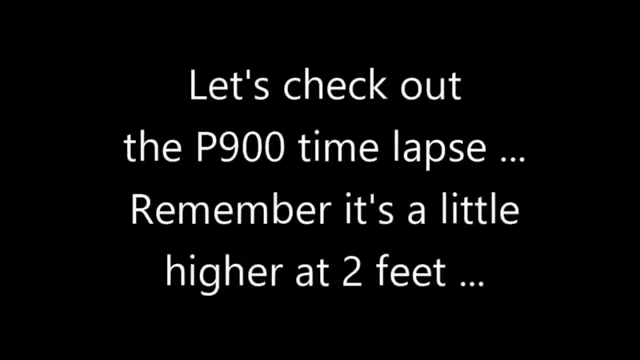 Let's check out
the P900 time lapse ...
Remember it's a little
higher at 2 feet ...